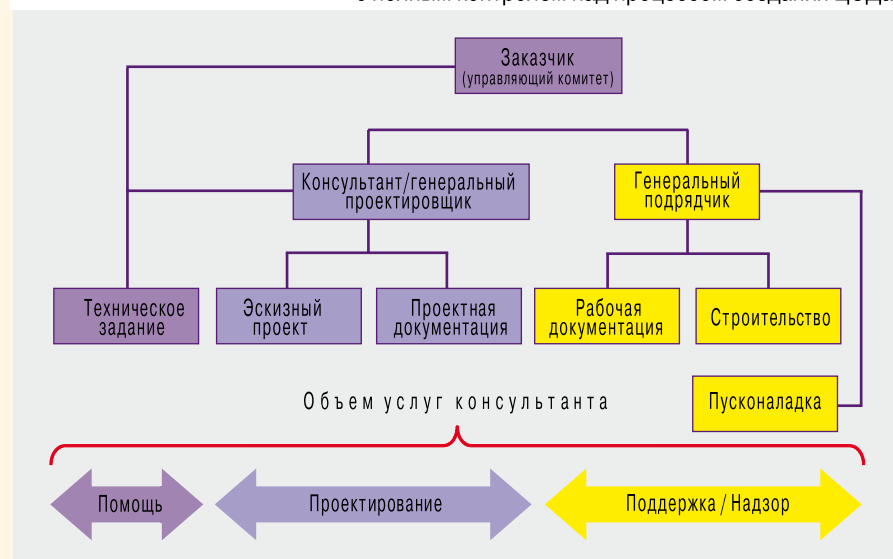 Заказчик
(управляющий комитет)
Консультант/генеральный
проектировщик
Генеральный
подрядчик
Техническое
задание
Эскизный
проект
Проектная
документация
Рабочая
документация
Строительство
Пусконаладка
Объем услуг консультанта
Помощь
Проектирование
Поддержка / Надзор